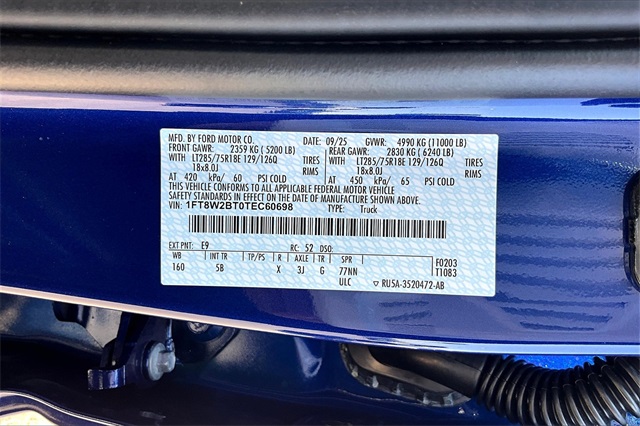 MFD. BY FORD MOTOR CO. 09/25 GVWR: 4990 KG (11000 LB)
FRONT GAWR: 2359 KG ( 5200 LB) REAR GAWR: 2830 KG ( 6240 LB)
WITH LT285/75R18E 129/126Q TIRES WITH LT285/75R18E 129/126Q TIRES
18x8.0J RIMS 18x8.0J RIMS
AT 420 kPa/ 60 PSI COLD AT 450 kPa/ 65 PSI COLD
THIS VEHICLE CONFORMS TO ALL APPLICABLE FEDERAL MOTOR VEHICLE
SAFETY STANDARDS IN EFFECT ON THE DATE OF MANUFACTURE SHOWN ABOVE.
VIN: 1FT8W2BT0TEC60698 TYPE: Truck
EXT PNT: E9 RC: 52 DSO: F0203
WB INT TR TP/PS R AXLE TR SPR T1083
160 5B X 3J G 77NN
ULC ▽ RU5A-3520472-AB